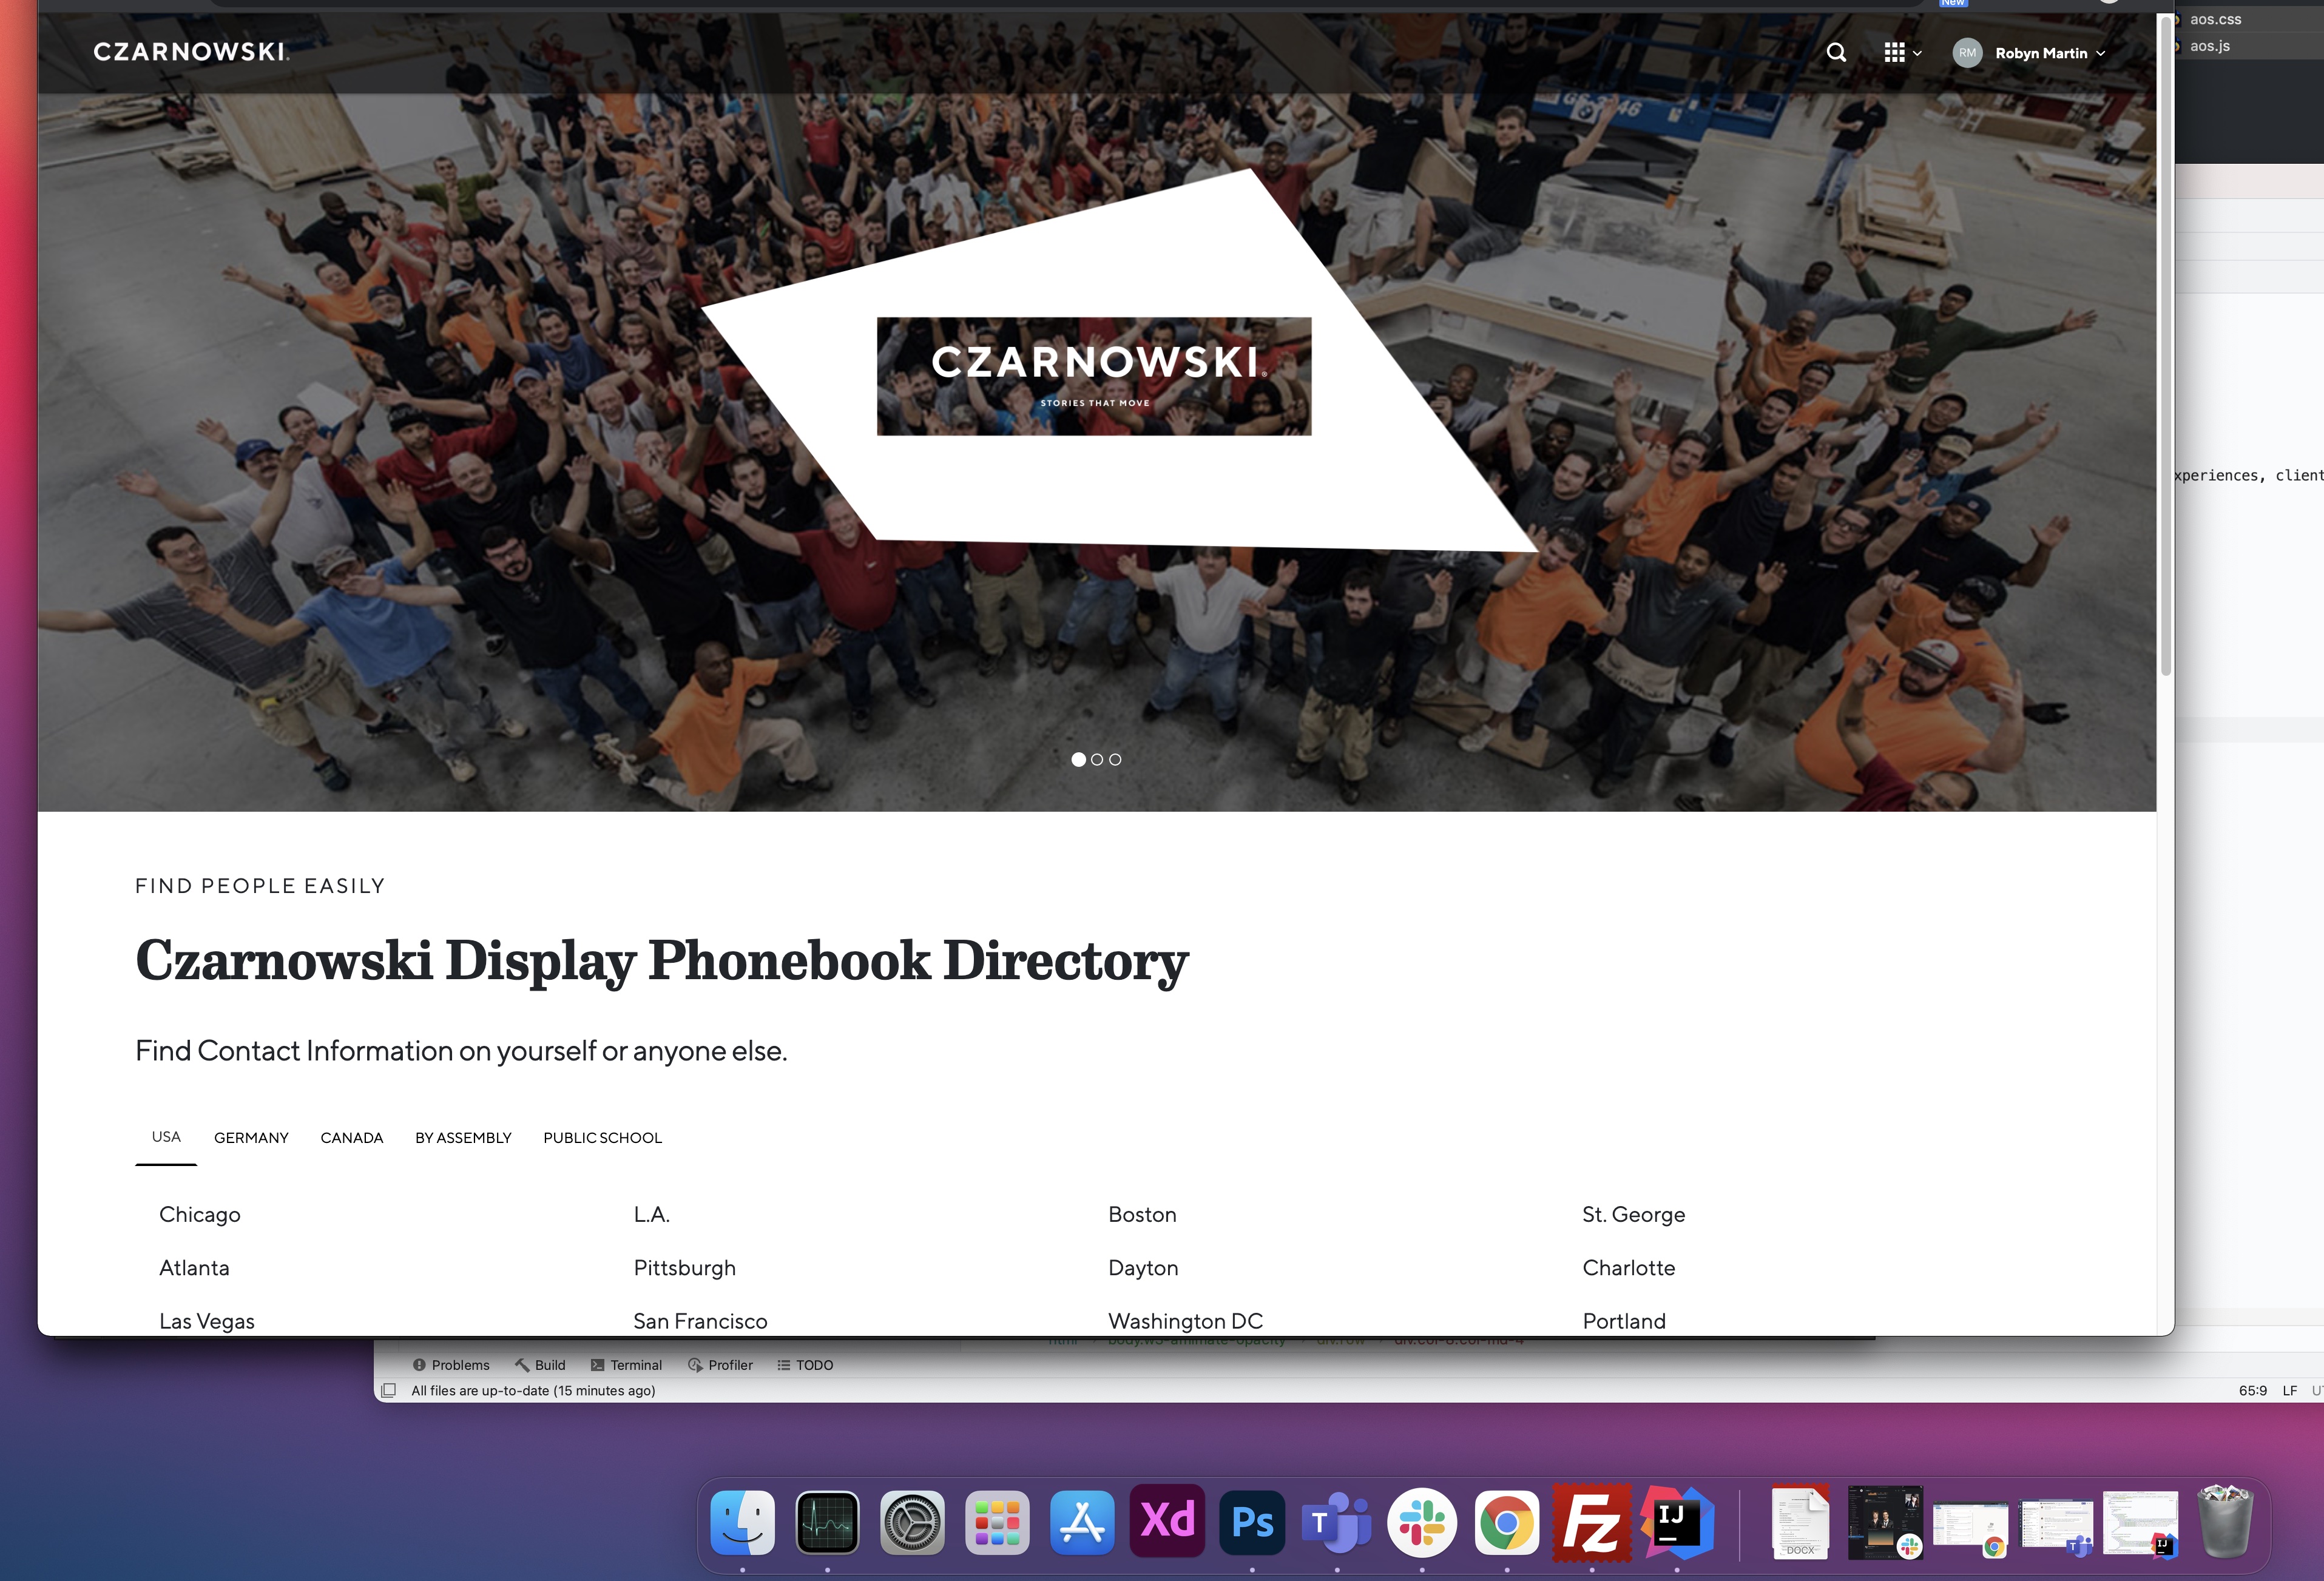 New
aos.css
aos.js
CZARNOWSKI.
RM Robyn Martin
CZARNOWSKI®
STORIES THAT MOVE
xperiences, client
FIND PEOPLE EASILY
Czarnowski Display Phonebook Directory
Find Contact Information on yourself or anyone else.
USA GERMANY CANADA BY ASSEMBLY PUBLIC SCHOOL
Chicago L.A. Boston St. George
Atlanta Pittsburgh Dayton Charlotte
Las Vegas San Francisco Washington DC Portland
Problems Build Terminal Profiler TODO
All files are up-to-date (15 minutes ago) 65:9 LF
Xd Ps T Fz IJ DOCX